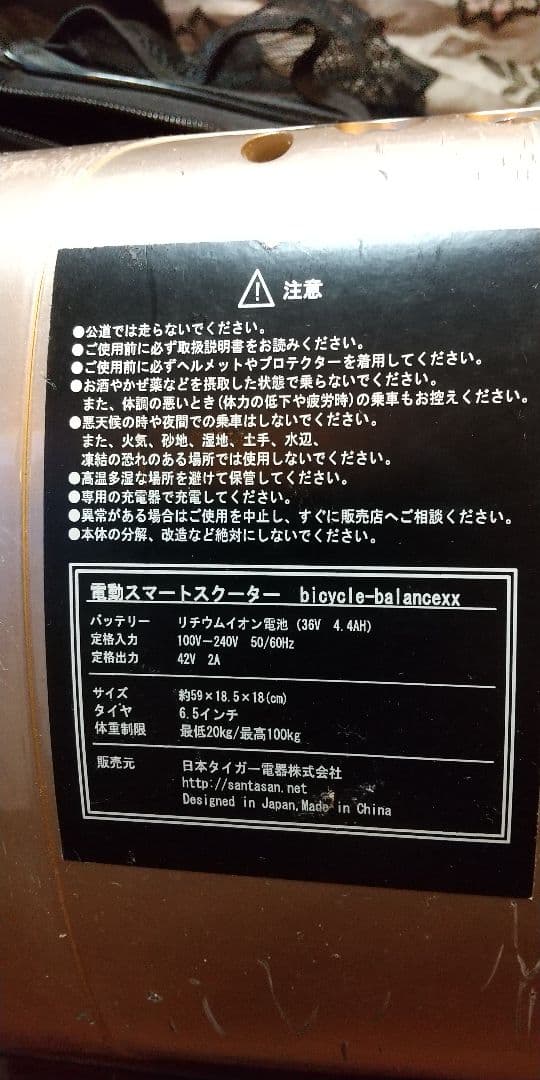 注意
●公道では走らないでください。
●ご使用前に必ず取扱説明書をお読みください。
●ご使用前に必ずヘルメットやプロテクターを着用してください。
●お酒やかぜ薬などを摂取した状態で乗らないでください。
また、体調の悪いとき(体力の低下や疲労時)の乗車もお控えください。
●悪天候の時や夜間での乗車はしないでください。
また、火気、砂地、湿地、土手、水辺、
凍結の恐れのある場所では使用しないでください。
●高温多湿な場所を避けて保管してください。
●専用の充電器で充電してください。
●異常がある場合はご使用を中止し、すぐに販売店へご相談ください。
●本体の分解、改造など絶対にしないでください。
電動スマートスクーター bicycle-balancexx
バッテリー リチウムイオン電池 (36V 4.4AH)
定格入力 100V－240V 50/60Hz
定格出力 42V 2A
サイズ 約59×18.5×18(cm)
タイヤ 6.5インチ
体重制限 最低20kg/最高100kg
販売元 日本タイガー電器株式会社
http://santasan.net
Designed in Japan,Made in China